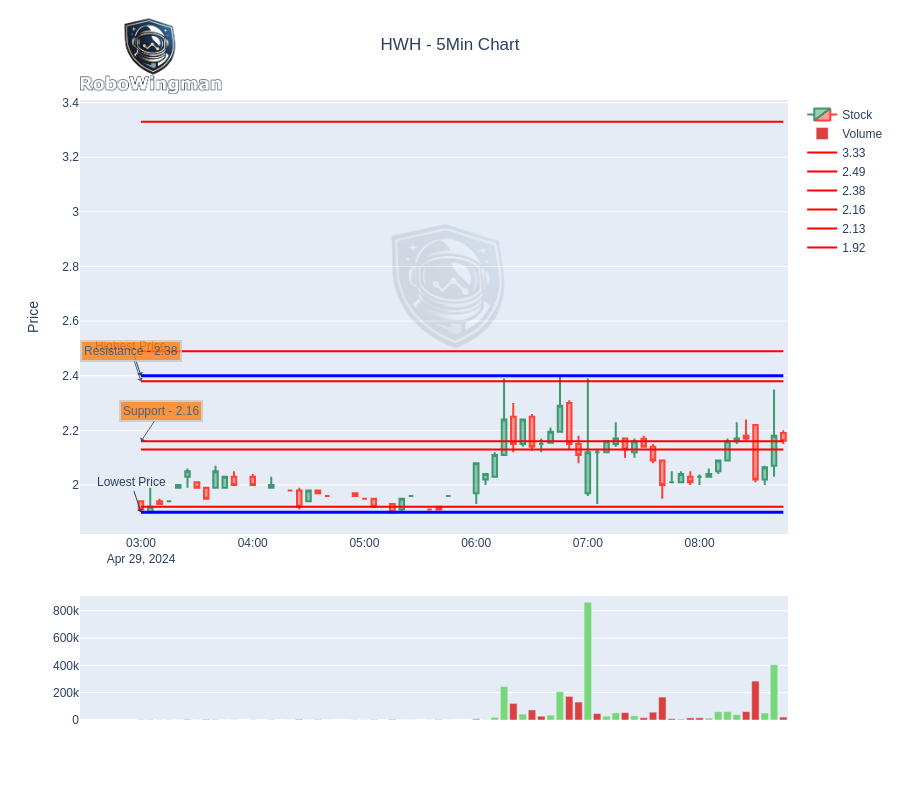 HWH - 5Min Chart
RoboWingman
3.4
3.2
3
2.8
2.6
2.4
2.2
2
Price
Highest Price
Resistance - 2.38
Support - 2.16
Lowest Price
03:00
04:00
05:00
06:00
07:00
08:00
Apr 29, 2024
800k
600k
400k
200k
0
Stock
Volume
3.33
2.49
2.38
2.16
2.13
1.92